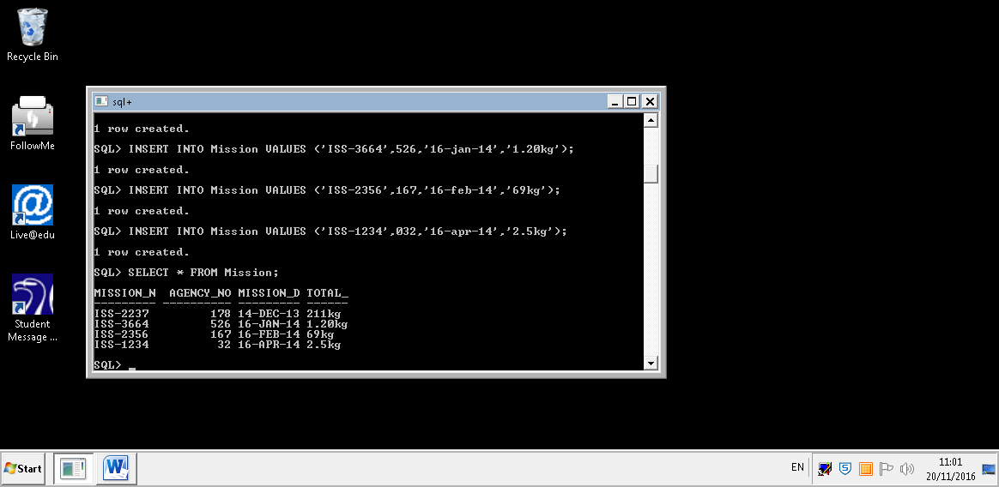 Recycle Bin
FollowMe
Live@edu
Student
Message ...
sql+
1 row created.
SQL> INSERT INTO Mission VALUES ('ISS-3664',526,'16-jan-14','1.20kg');
1 row created.
SQL> INSERT INTO Mission VALUES ('ISS-2356',167,'16-feb-14','69kg');
1 row created.
SQL> INSERT INTO Mission VALUES ('ISS-1234',032,'16-apr-14','2.5kg');
1 row created.
SQL> SELECT * FROM Mission;
MISSION_N AGENCY_NO MISSION_D TOTAL_
--------- ---------- --------- ------
ISS-2237 178 14-DEC-13 211kg
ISS-3664 526 16-JAN-14 1.20kg
ISS-2356 167 16-FEB-14 69kg
ISS-1234 32 16-APR-14 2.5kg
SQL> _
Start
W
EN
S
11:01
20/11/2016